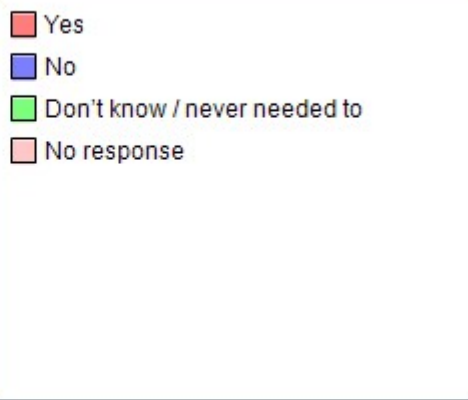 Yes
No
Don't know / never needed to
No response